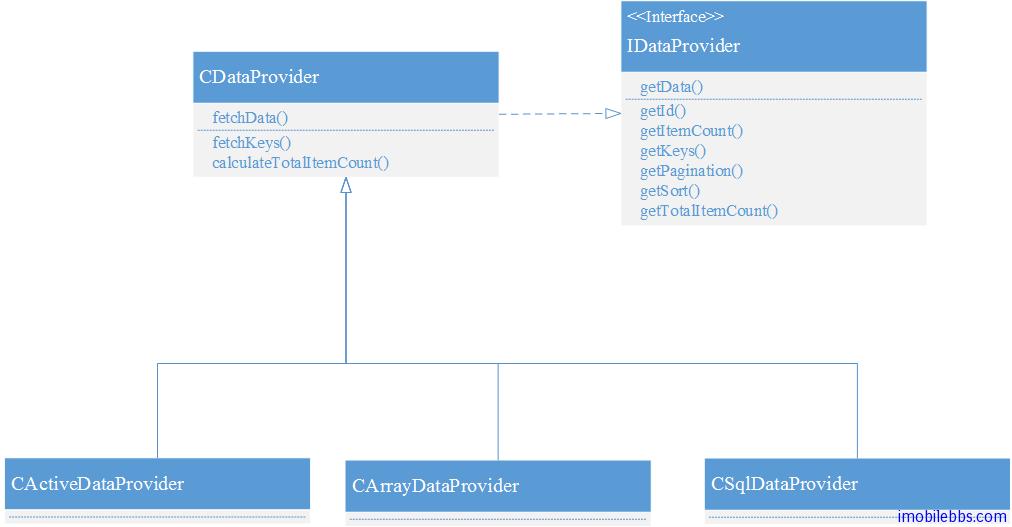 <<Interface>>
IDataProvider
getData()
getId()
getItemCount()
getKeys()
getPagination()
getSort()
getTotalItemCount()
CDataProvider
fetchData()
fetchKeys()
calculateTotalItemCount()
CActiveDataProvider
CArrayDataProvider
CSqlDataProvider
imobilebbs.com